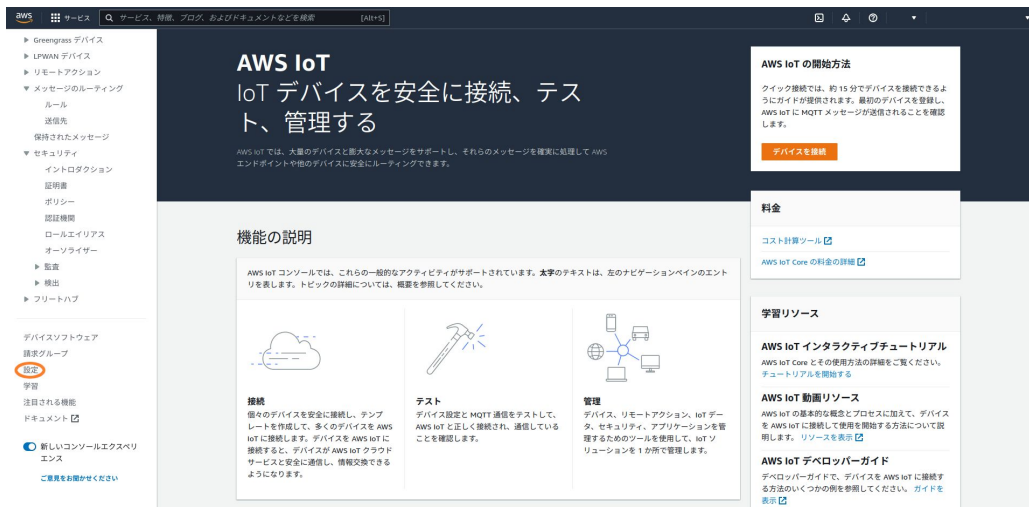 aws
サービス
サービス、特徴、ブログ、およびドキュメントなどを検索
[Alt+S]
Greengrass デバイス
LPWAN デバイス
リモートアクション
メッセージのルーティング
ルール
送信先
保持されたメッセージ
セキュリティ
イントロダクション
証明書
ポリシー
認証機関
ロールエイリアス
オーソライザー
監査
検出
フリートハブ
デバイスソフトウェア
請求グループ
設定
学習
注目される機能
ドキュメント
新しいコンソールエクスペリ
エンス
ご意見をお聞かせください
AWS IoT
IoT デバイスを安全に接続、テス
ト、管理する
AWS IoT では、大量のデバイスと膨大なメッセージをサポートし、それらのメッセージを確実に処理して AWS
エンドポイントや他のデバイスに安全にルーティングできます。
AWS IoT の開始方法
クイック接続では、約 15 分でデバイスを接続できるよ
うにガイドが提供されます。最初のデバイスを登録し、
AWS IoT に MQTT メッセージが送信されることを確認
します。
デバイスを接続
料金
コスト計算ツール
AWS IoT Core の料金の詳細
機能の説明
AWS IoT コンソールでは、これらの一般的なアクティビティがサポートされています。太字のテキストは、左のナビゲーションペインのエント
リを表します。トピックの詳細については、概要を参照してください。
接続
個々のデバイスを安全に接続し、テンプ
レートを作成して、多くのデバイスを AWS
IoT に接続します。デバイスを AWS IoT に
接続すると、デバイスが AWS IoT クラウド
サービスと安全に通信し、情報交換できる
ようになります。
テスト
デバイス設定と MQTT 通信をテストして、
AWS IoT と正しく接続され、通信している
ことを確認します。
管理
デバイス、リモートアクション、IoT デー
タ、セキュリティ、アプリケーションを管
理するためのツールを使用して、IoT ソ
リューションを 1 か所で管理します。
学習リソース
AWS IoT インタラクティブチュートリアル
AWS IoT Core とその使用方法の詳細をご覧ください。
チュートリアルを開始する
AWS IoT 動画リソース
AWS IoT の基本的な概念とプロセスに加えて、デバイス
を AWS IoT に接続して使用を開始する方法について説
明します。 リソースを表示
AWS IoT デベロッパーガイド
デベロッパーガイドで、デバイスを AWS IoT に接続す
る方法のいくつかの例を参照してください。 ガイドを
表示